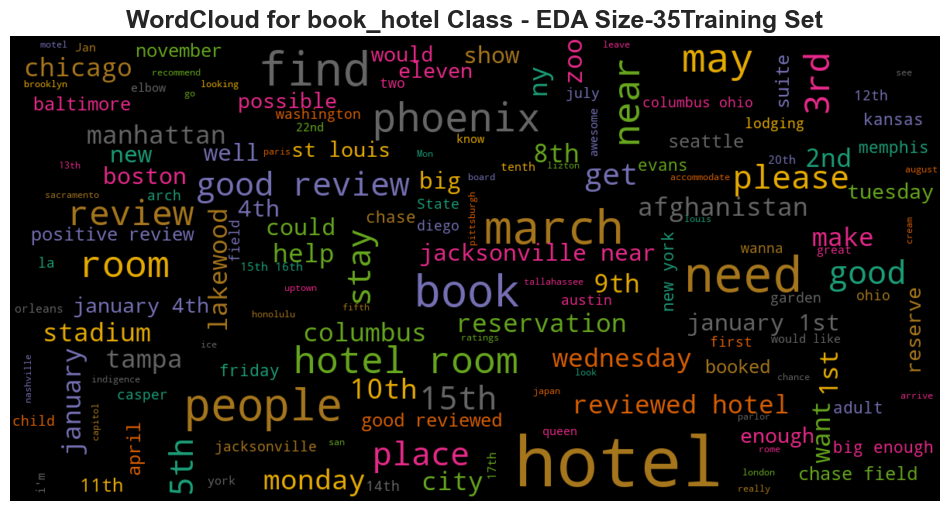 WordCloud for book_hotel Class - EDA Size-35Training Set
motel
Jan
november
find
would
show
zoo
leave
may
see
chicago
recommend
eleven
ny
suite
3rd
brooklyn
elbow
go
looking
two
near
july
12th
baltimore
possible
washington
phoenix
columbus ohio
kansas
manhattan
22nd
know
awesome
lodging
seattle
memphis
new
well
paris
st louis
8th
evans
2nd
13th
boston
Mon
tenth
lizton
20th
august
arch
good review
big
board
get
accommodate
please
tuesday
sacramento
review
4th
State
afghanistan
chase
diego
pittsburgh
march
louis
cream
positive review
lakewood
field
could
wanna
make
great
room
help
stay
jacksonville near
new york
la
15th 16th
need
good
uptown
book
tallahassee
9th
austin
garden
ohio
orleans
january 4th
honolulu
fifth
reservation
january 1st
reserve
stadium
columbus
ratings
first
would like
tampa
ice
hotel room
wednesday
booked
1st
nashville
january
indigence
friday
look
chance
casper
people
10th
15th
japan
arrive
child
capitol
april
good reviewed
reviewed hotel
parlor
want
adult
5th
jacksonville
san
place
queen
hotel
enough
rome
big enough
i'm
11th
york
monday
14th
city
17th
london
really
chase field